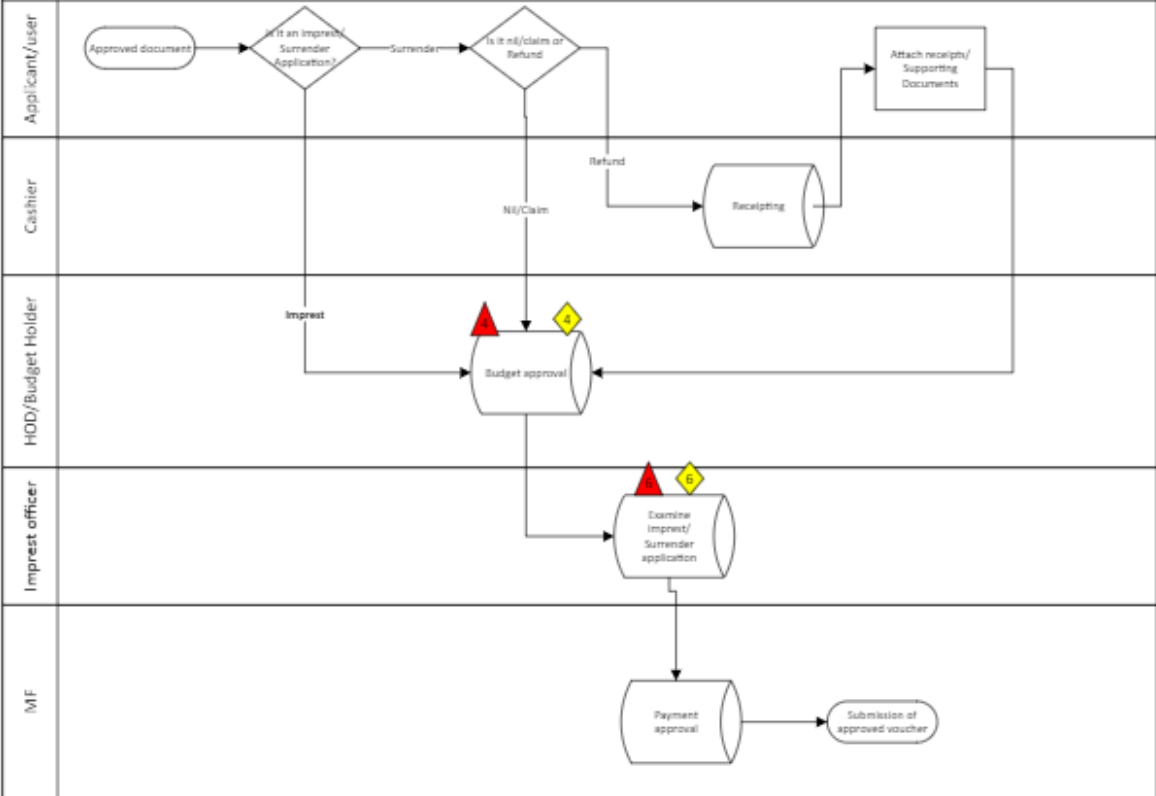 Applicant/user
Approved document
Is it an imprest/
Surrender
Application?
Surrender
Is it nil/claim or
Refund
Attach receipts/
Supporting
Documents
Cashier
Refund
Nil/Claim
Receipting
HOD/Budget Holder
Imprest
4
4
Budget approval
Imprest officer
6
6
Examine
imprest/
Surrender
application
MF
Payment
approval
Submission of
approved voucher